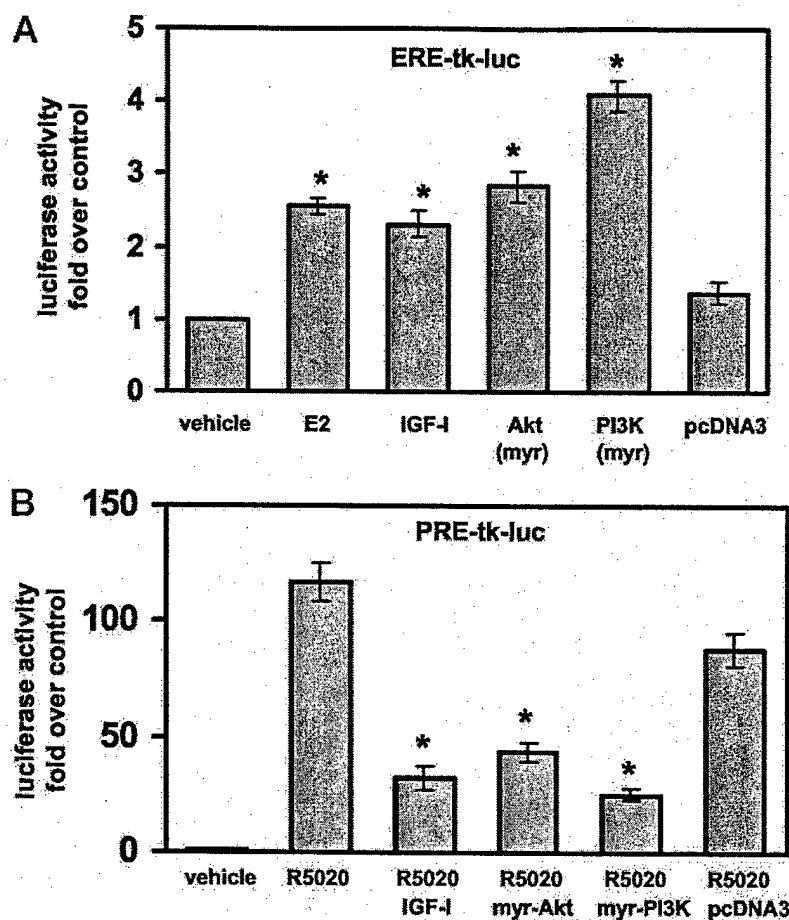 A
ERE-tk-luc
luciferase activity
fold over control
5
4
3
2
1
0
*
*
*
*
vehicle E2 IGF-I Akt PI3K pcDNA3
(myr) (myr)
B
PRE-tk-luc
luciferase activity
fold over control
150
100
50
0
*
*
*
vehicle R5020 R5020 R5020 R5020 R5020
IGF-I myr-Akt myr-PI3K pcDNA3